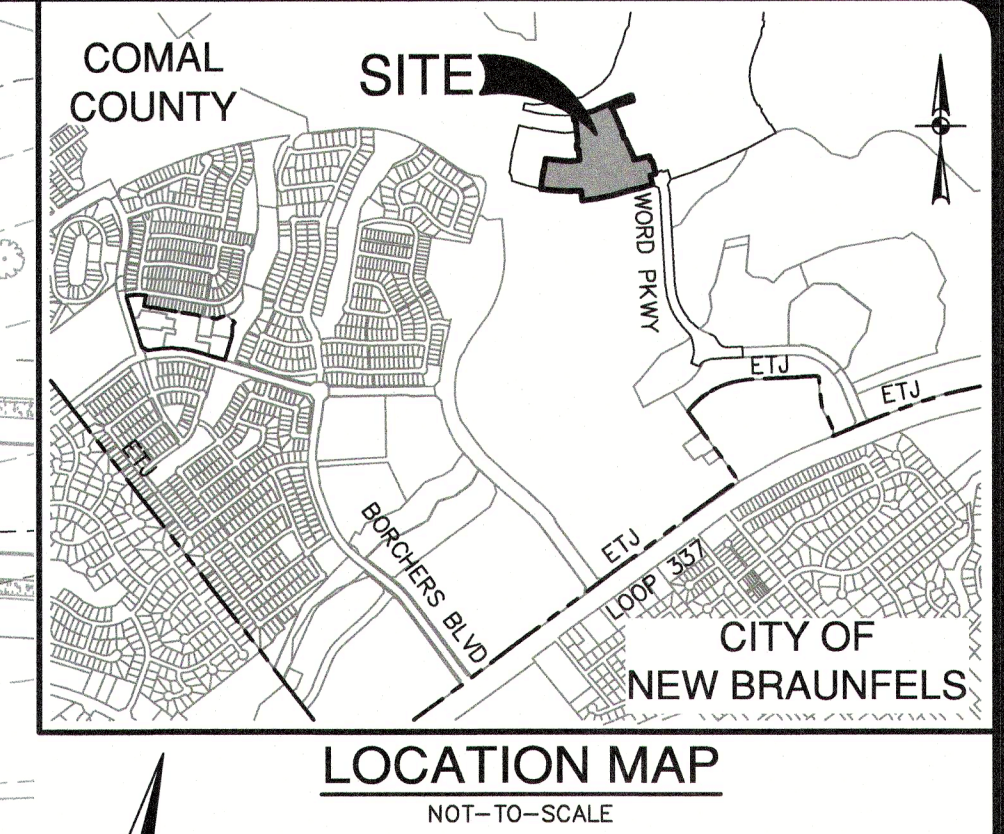 COMAL
COUNTY
SITE
WORD PKWY
ETJ
ETJ
ETJ
BORCHERS BLVD
ETJ
LOOP 337
CITY OF
NEW BRAUNFELS
LOCATION MAP
NOT-TO-SCALE